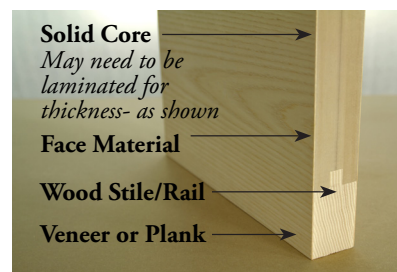 Solid Core
May need to be
laminated for
thickness- as shown
Face Material
Wood Stile/Rail
Veneer or Plank